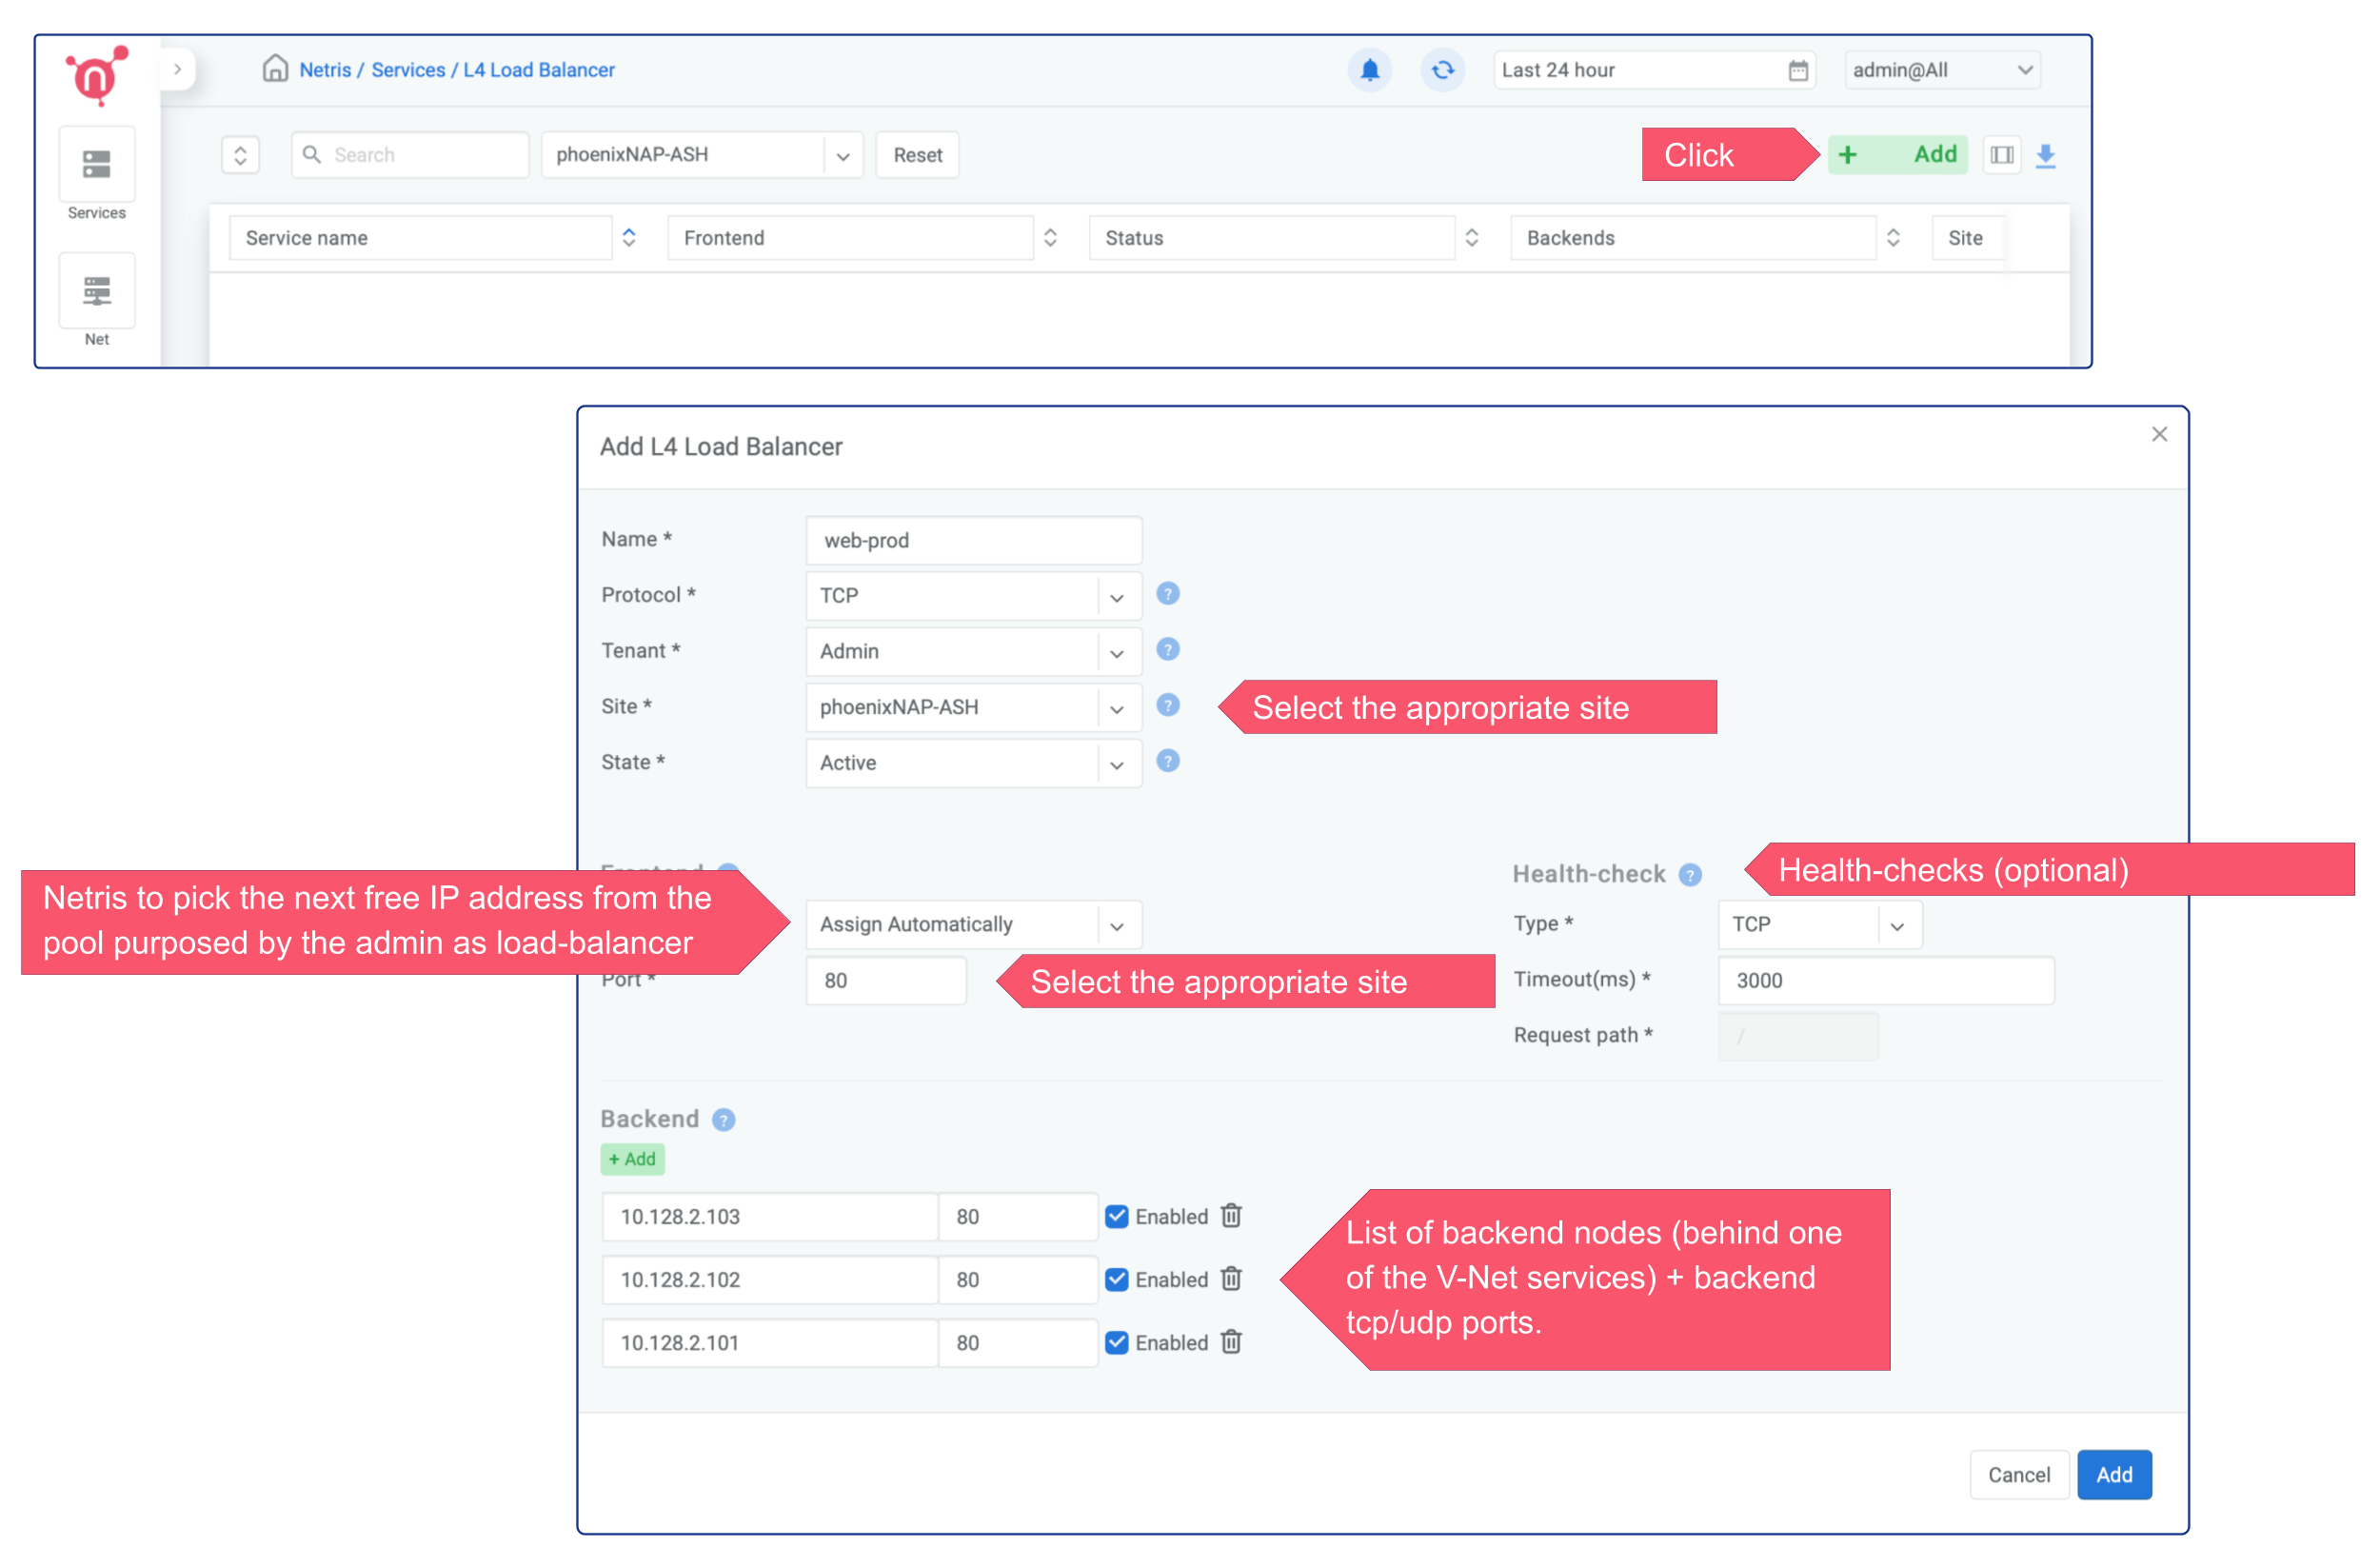 Netris / Services / L4 Load Balancer
Last 24 hour
admin@All
Services
Net
Search
phoenixNAP-ASH
Reset
Click
+ Add
Service name
Frontend
Status
Backends
Site
Add L4 Load Balancer
Name *
web-prod
Protocol *
TCP
?
Tenant *
Admin
?
Site *
phoenixNAP-ASH
?
Select the appropriate site
State *
Active
?
Netris to pick the next free IP address from the
pool purposed by the admin as load-balancer
Assign Automatically
Port *
80
Select the appropriate site
Health-check ?
Health-checks (optional)
Type *
TCP
Timeout(ms) *
3000
Request path *
/
Backend ?
+ Add
10.128.2.103
80
Enabled
10.128.2.102
80
Enabled
10.128.2.101
80
Enabled
List of backend nodes (behind one
of the V-Net services) + backend
tcp/udp ports.
Cancel
Add